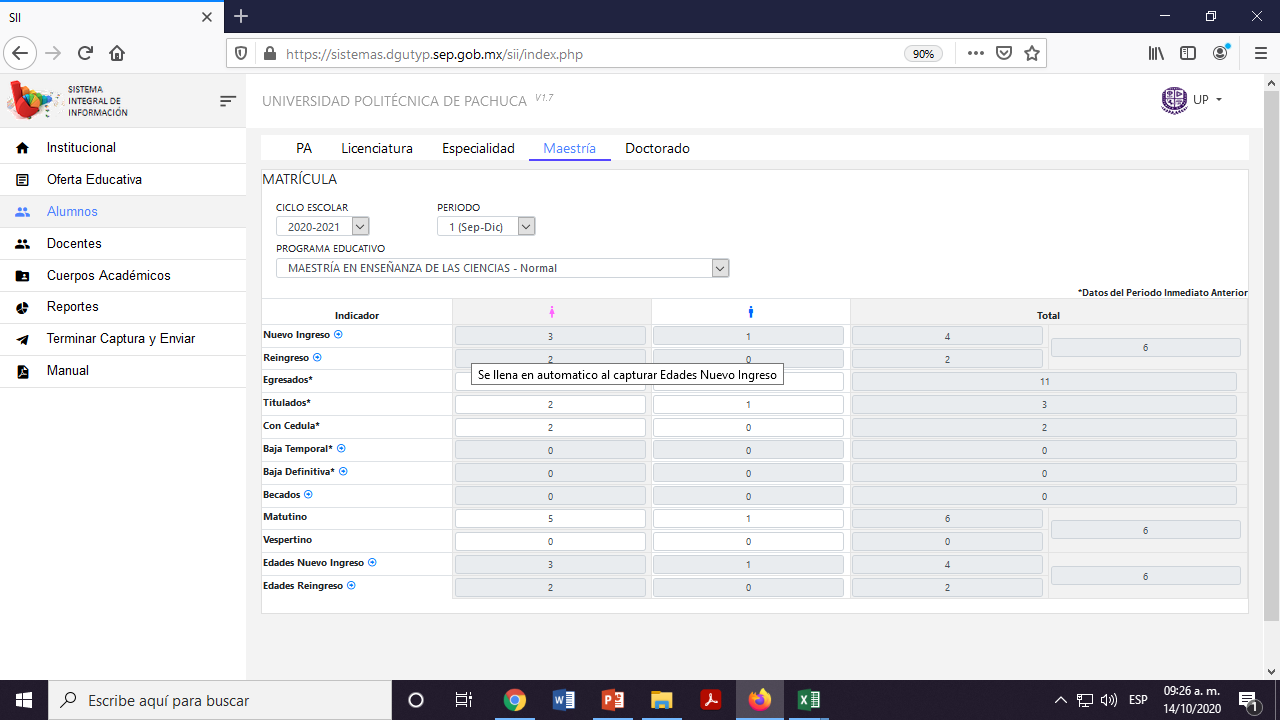 SII
https://sistemas.dgutyp.sep.gob.mx/sii/index.php
90%
SISTEMA
INTEGRAL DE
INFORMACIÓN
UNIVERSIDAD POLITÉCNICA DE PACHUCA V1.7
UP
Institucional
Oferta Educativa
Alumnos
Docentes
Cuerpos Académicos
Reportes
Terminar Captura y Enviar
Manual
PA Licenciatura Especialidad Maestría Doctorado
MATRÍCULA
CICLO ESCOLAR PERIODO
2020-2021 1 (Sep-Dic)
PROGRAMA EDUCATIVO
MAESTRÍA EN ENSEÑANZA DE LAS CIENCIAS - Normal
*Datos del Periodo Inmediato Anterior
Indicador Total
Nuevo Ingreso 3 1 4 6
Reingreso 2 0 2
Se llena en automatico al capturar Edades Nuevo Ingreso
Egresados* 11
Titulados* 2 1 3
Con Cedula* 2 0 2
Baja Temporal* 0 0 0
Baja Definitiva* 0 0 0
Becados 0 0 0
Matutino 5 1 6 6
Vespertino 0 0 0
Edades Nuevo Ingreso 3 1 4 6
Edades Reingreso 2 0 2
Escribe aquí para buscar
ESP
09:26 a. m.
14/10/2020
1